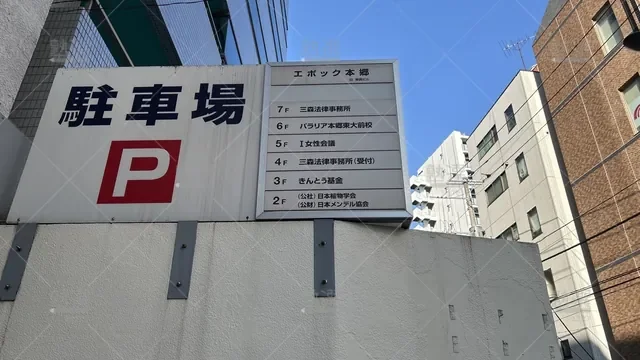 駐車場
P
エポック本郷
7F 三森法律事務所
6F バラリア本郷東大前校
5F I女性会議
4F 三森法律事務所(受付)
3F きんとう基金
2F (公社)日本植物学会
(公財)日本メンデル協会